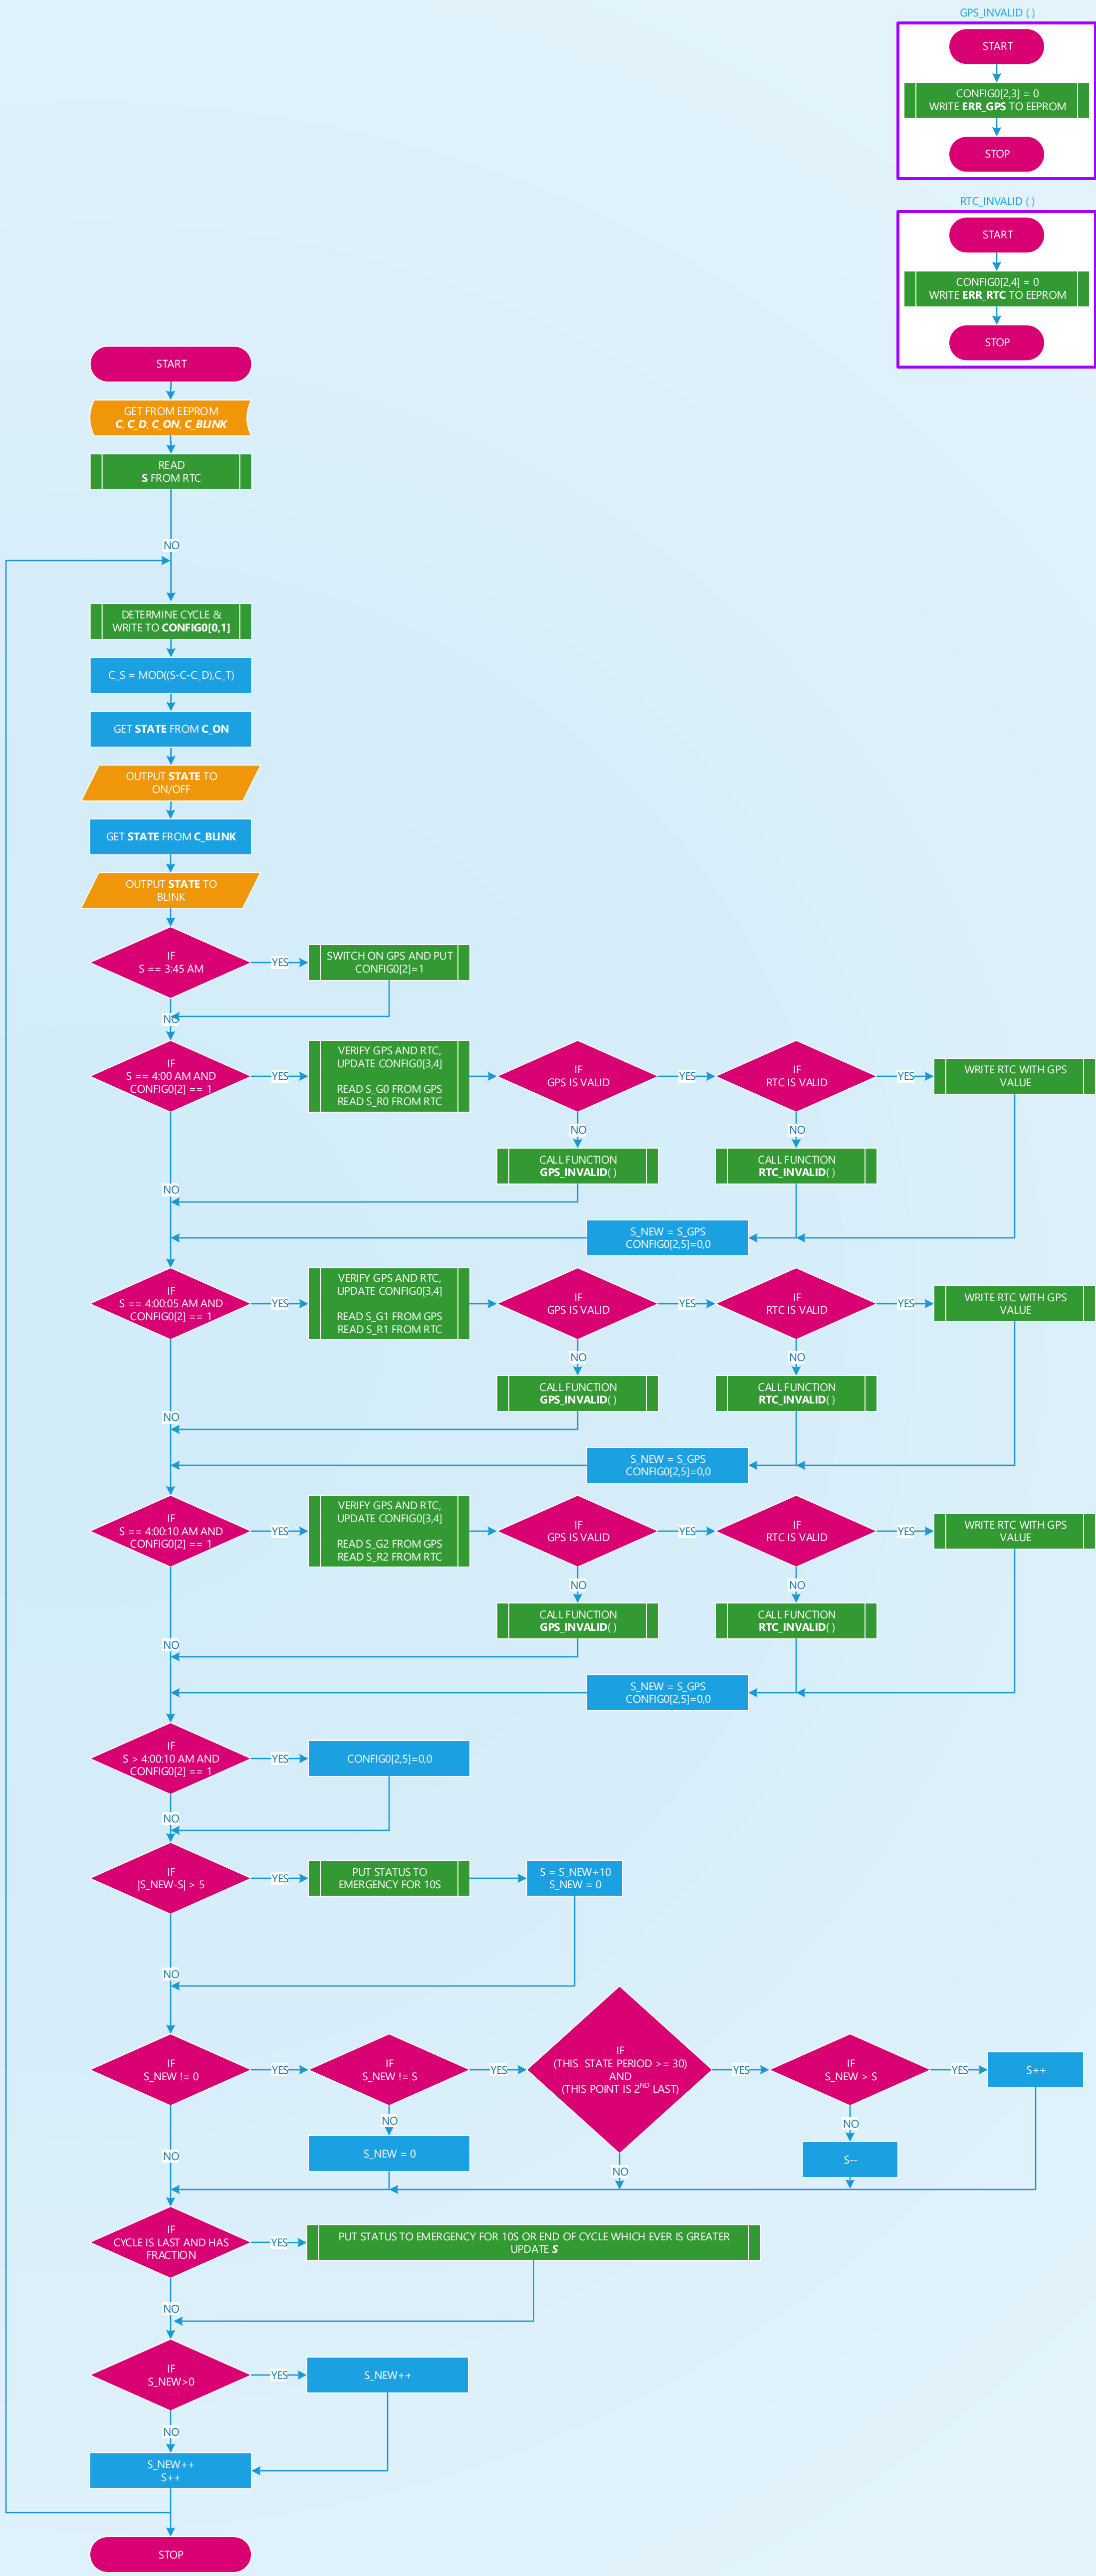 GPS_INVALID ( )
START
CONFIG0[2,3] = 0
WRITE ERR_GPS TO EEPROM
STOP
RTC_INVALID ( )
START
CONFIG0[2,4] = 0
WRITE ERR_RTC TO EEPROM
STOP
START
GET FROM EEPROM
C, C_D, C_ON, C_BLINK
READ
S FROM RTC
NO
DETERMINE CYCLE &
WRITE TO CONFIG0[0,1]
C_S = MOD((S-C-C_D),C_T)
GET STATE FROM C_ON
OUTPUT STATE TO
ON/OFF
GET STATE FROM C_BLINK
OUTPUT STATE TO
BLINK
IF
S == 3:45 AM
YES
SWITCH ON GPS AND PUT
CONFIG0[2]=1
NO
IF
S == 4:00 AM AND
CONFIG0[2] == 1
YES
VERIFY GPS AND RTC,
UPDATE CONFIG0[3,4]
READ S_G0 FROM GPS
READ S_R0 FROM RTC
IF
GPS IS VALID
YES
IF
RTC IS VALID
YES
WRITE RTC WITH GPS
VALUE
NO
NO
CALL FUNCTION
GPS_INVALID( )
CALL FUNCTION
RTC_INVALID( )
NO
S_NEW = S_GPS
CONFIG0[2,5]=0,0
IF
S == 4:00:05 AM AND
CONFIG0[2] == 1
YES
VERIFY GPS AND RTC,
UPDATE CONFIG0[3,4]
READ S_G1 FROM GPS
READ S_R1 FROM RTC
IF
GPS IS VALID
YES
IF
RTC IS VALID
YES
WRITE RTC WITH GPS
VALUE
NO
NO
CALL FUNCTION
GPS_INVALID( )
CALL FUNCTION
RTC_INVALID( )
NO
S_NEW = S_GPS
CONFIG0[2,5]=0,0
IF
S == 4:00:10 AM AND
CONFIG0[2] == 1
YES
VERIFY GPS AND RTC,
UPDATE CONFIG0[3,4]
READ S_G2 FROM GPS
READ S_R2 FROM RTC
IF
GPS IS VALID
YES
IF
RTC IS VALID
YES
WRITE RTC WITH GPS
VALUE
NO
NO
CALL FUNCTION
GPS_INVALID( )
CALL FUNCTION
RTC_INVALID( )
NO
S_NEW = S_GPS
CONFIG0[2,5]=0,0
IF
S > 4:00:10 AM AND
CONFIG0[2] == 1
YES
CONFIG0[2,5]=0,0
NO
IF
|S_NEW-S| > 5
YES
PUT STATUS TO
EMERGENCY FOR 10S
S = S_NEW+10
S_NEW = 0
NO
IF
S_NEW != 0
YES
IF
S_NEW != S
YES
IF
(THIS STATE PERIOD >= 30)
AND
(THIS POINT IS 2ND LAST)
YES
IF
S_NEW > S
YES
S++
NO
NO
S_NEW = 0
S--
NO
NO
IF
CYCLE IS LAST AND HAS
FRACTION
YES
PUT STATUS TO EMERGENCY FOR 10S OR END OF CYCLE WHICH EVER IS GREATER
UPDATE S
NO
IF
S_NEW>0
YES
S_NEW++
NO
S_NEW++
S++
STOP